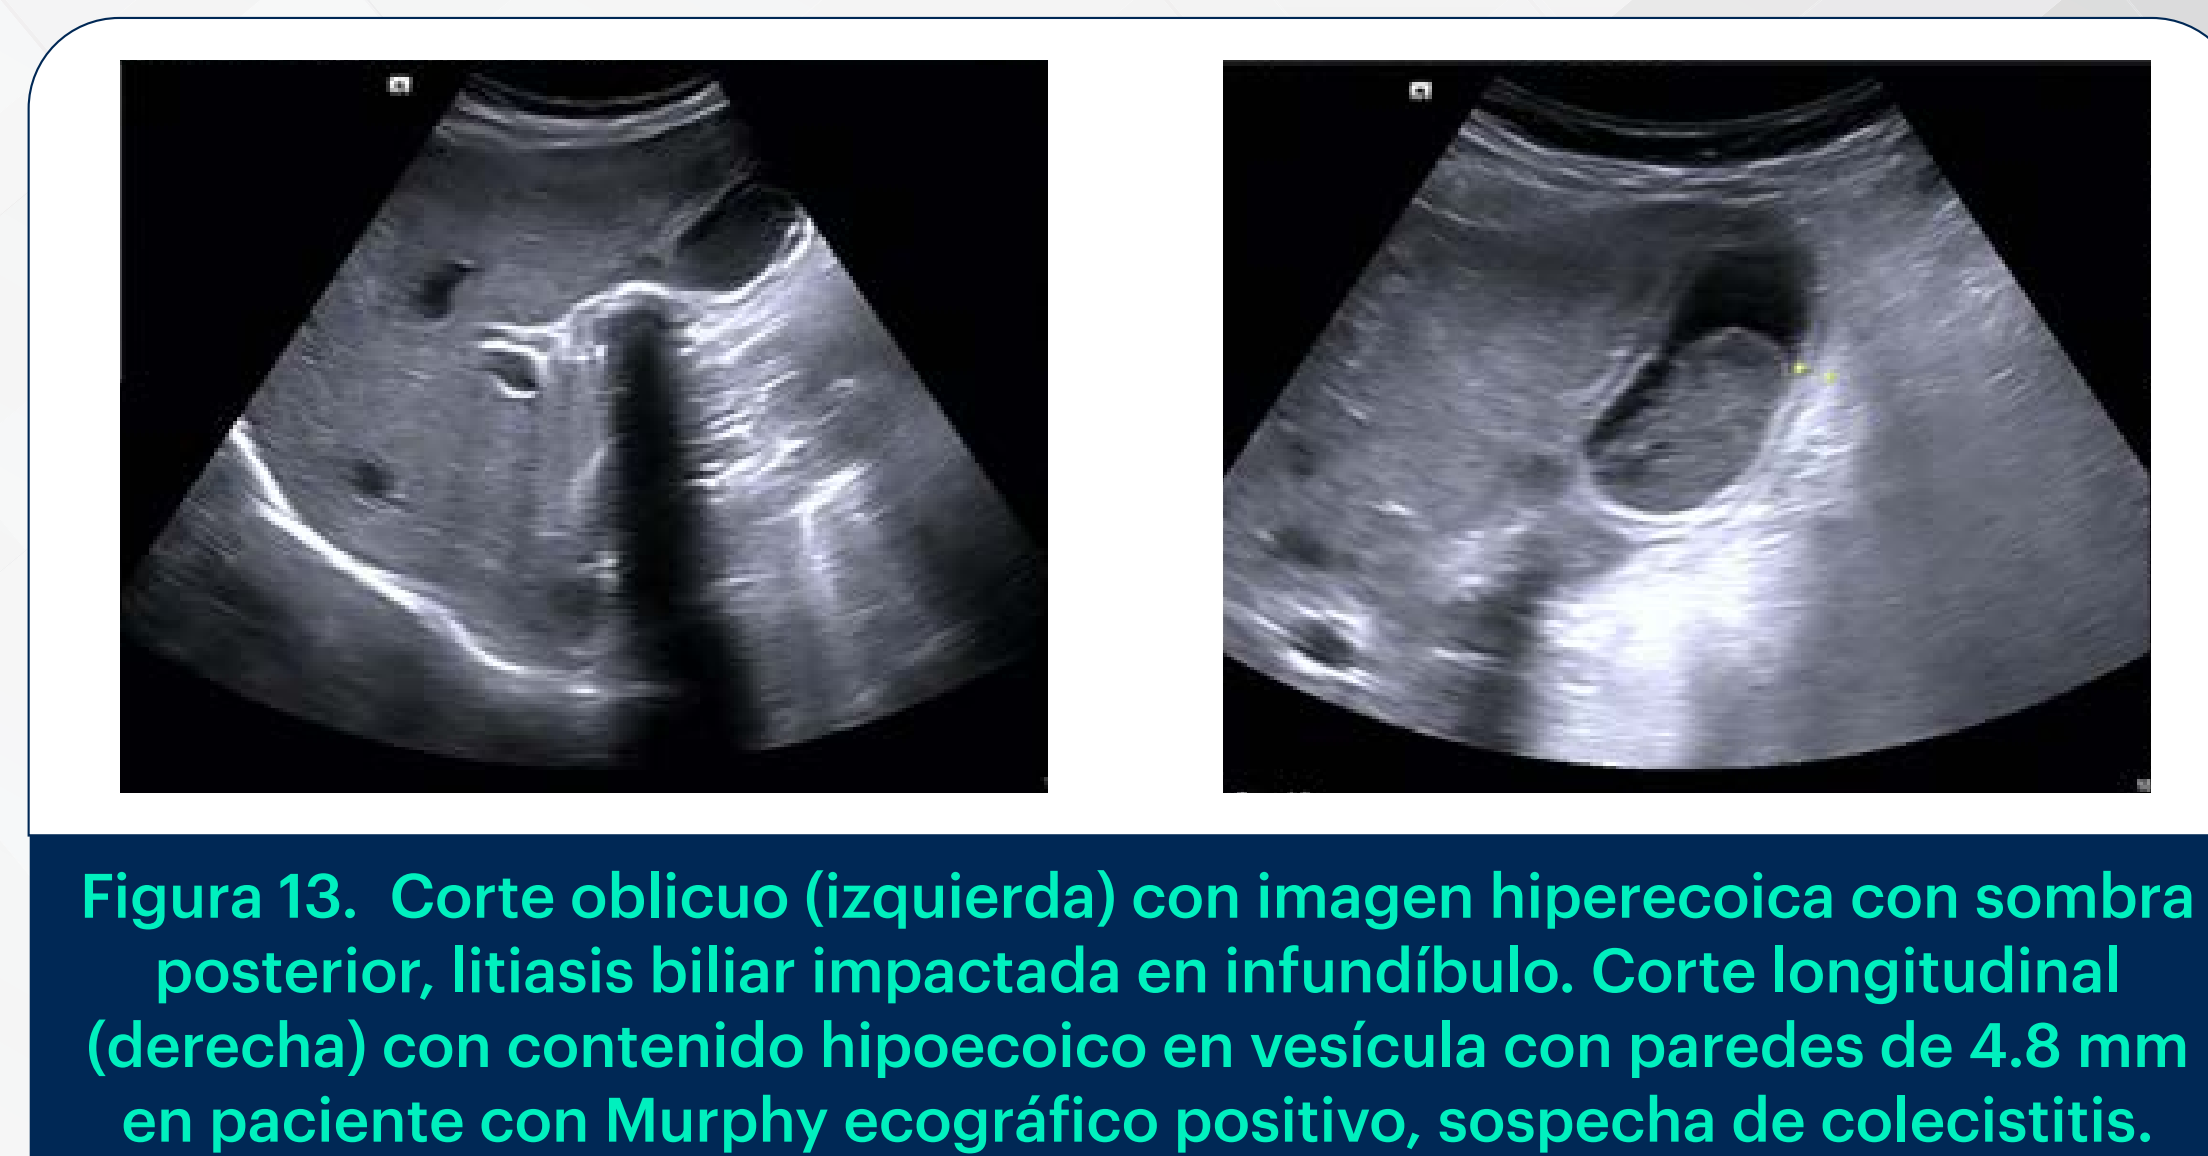 Figura 13. Corte oblicuo (izquierda) con imagen hiperecoica con sombra
posterior, litiasis biliar impactada en infundíbulo. Corte longitudinal
(derecha) con contenido hipoecoico en vesícula con paredes de 4.8 mm
en paciente con Murphy ecográfico positivo, sospecha de colecistitis.